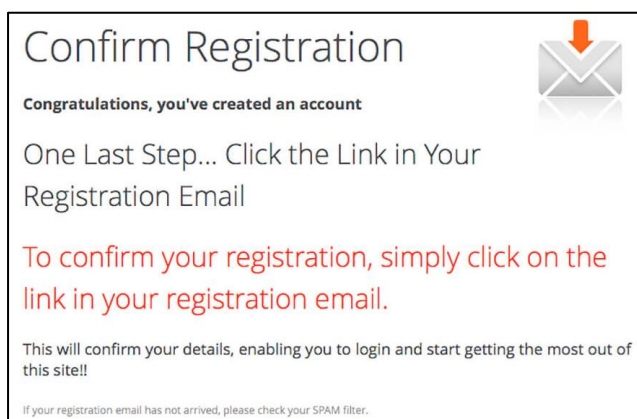 Confirm Registration
Congratulations, you've created an account
One Last Step... Click the Link in Your
Registration Email
To confirm your registration, simply click on the
link in your registration email.
This will confirm your details, enabling you to login and start getting the most out of
this site!!
If your registration email has not arrived, please check your SPAM filter.